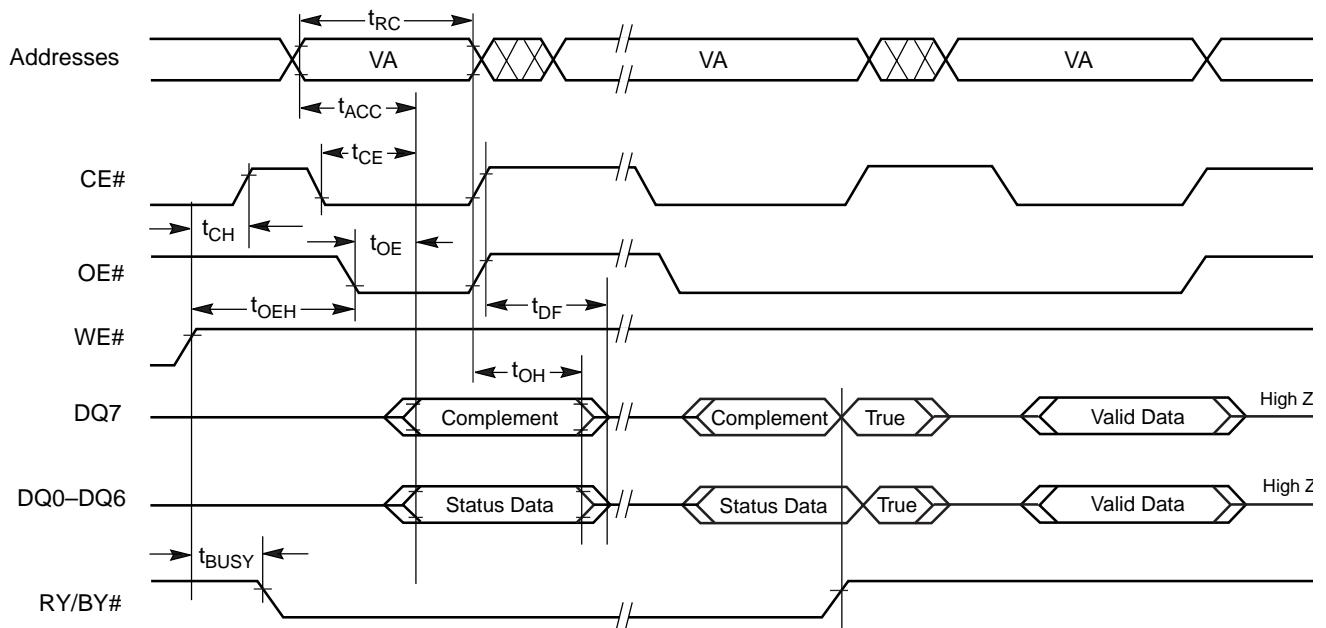 tRC
Addresses VA VA VA
tACC
tCE
CE#
tCH tOE
OE#
tOEH tDF
WE#
tOH
DQ7 Complement Complement True Valid Data High Z
DQ0–DQ6 Status Data Status Data True Valid Data High Z
tBUSY
RY/BY#